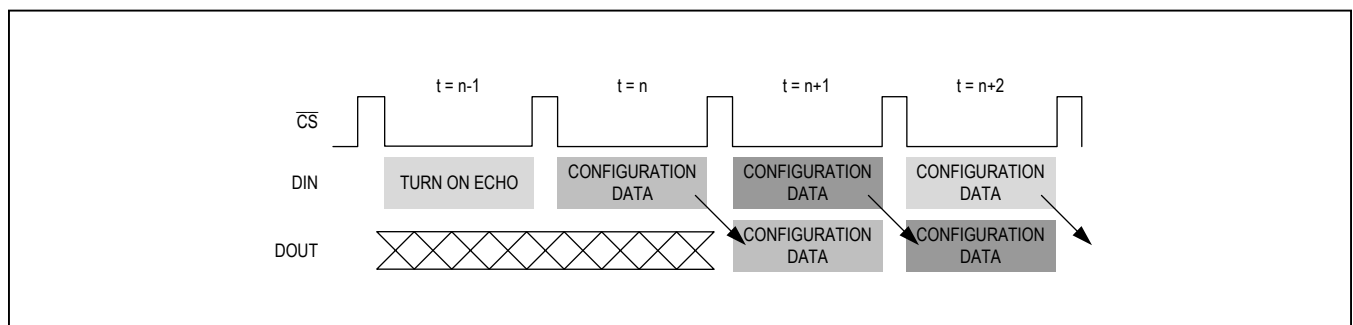 t = n-1
t = n
t = n+1
t = n+2
CS
DIN
TURN ON ECHO
CONFIGURATION
DATA
CONFIGURATION
DATA
CONFIGURATION
DATA
DOUT
CONFIGURATION
DATA
CONFIGURATION
DATA